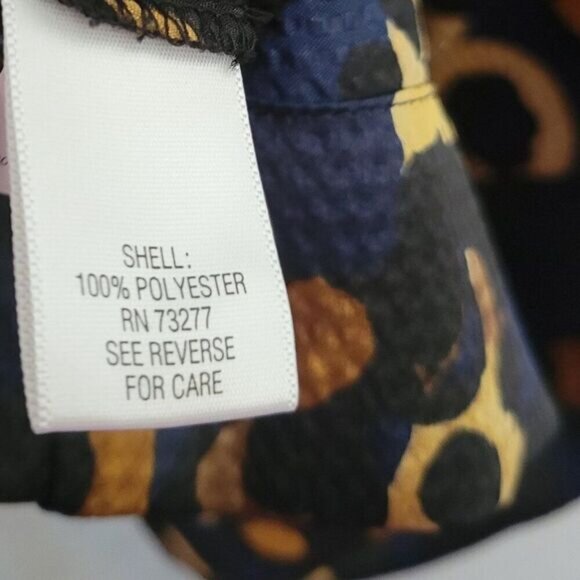 SHELL:
100% POLYESTER
RN 73277
SEE REVERSE
FOR CARE